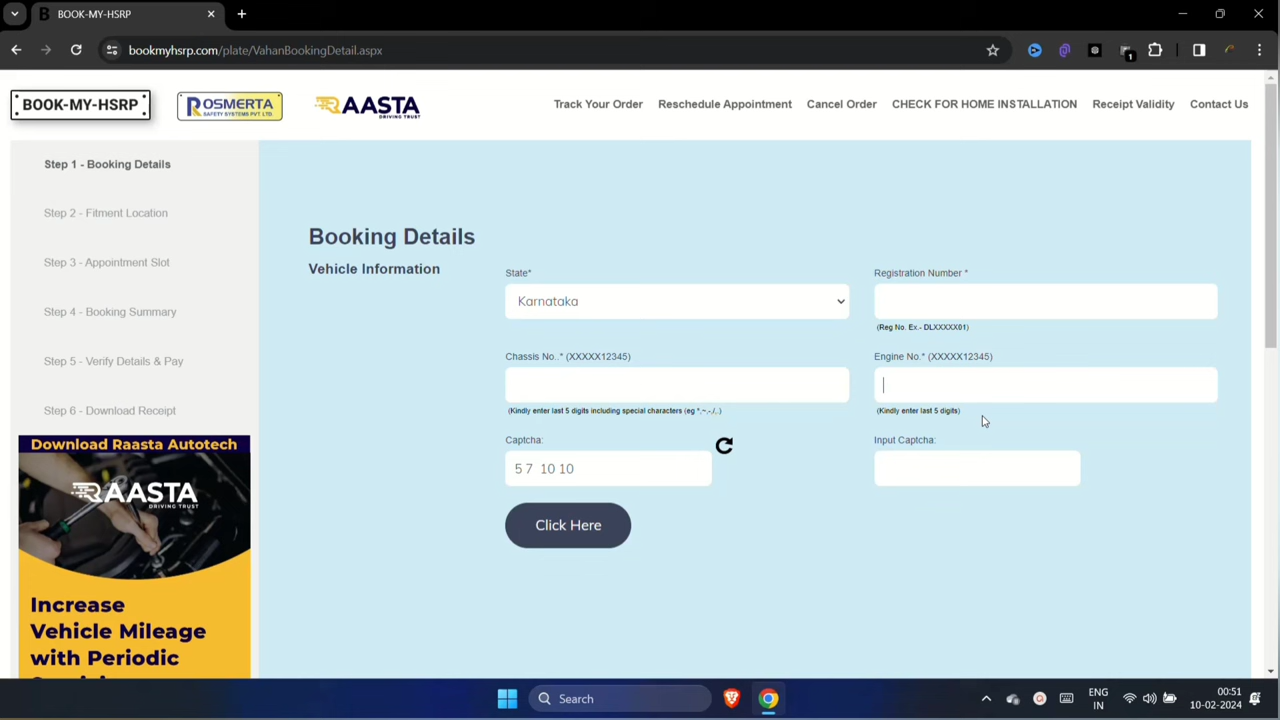 BOOK-MY-HSRP
bookmyhsrp.com/plate/VahanBookingDetail.aspx
1
BOOK-MY-HSRP
ROSMERTA
SAFETY SYSTEMS PVT. LTD.
RAASTA
DRIVING TRUST
Track Your Order
Reschedule Appointment
Cancel Order
CHECK FOR HOME INSTALLATION
Receipt Validity
Contact Us
Step 1 - Booking Details
Step 2 - Fitment Location
Step 3 - Appointment Slot
Step 4 - Booking Summary
Step 5 - Verify Details & Pay
Step 6 - Download Receipt
Download Raasta Autotech
RAASTA
DRIVING TRUST
Increase
Vehicle Mileage
with Periodic
Booking Details
Vehicle Information
State*
Karnataka
Registration Number *
(Reg No. Ex.- DLXXXXX01)
Chassis No..* (XXXXX12345)
(Kindly enter last 5 digits including special characters (eg *.~.-./,.)
Engine No.* (XXXXX12345)
(Kindly enter last 5 digits)
Captcha:
5 7 10 10
Input Captcha:
Click Here
Search
ENG
IN
00:51
10-02-2024